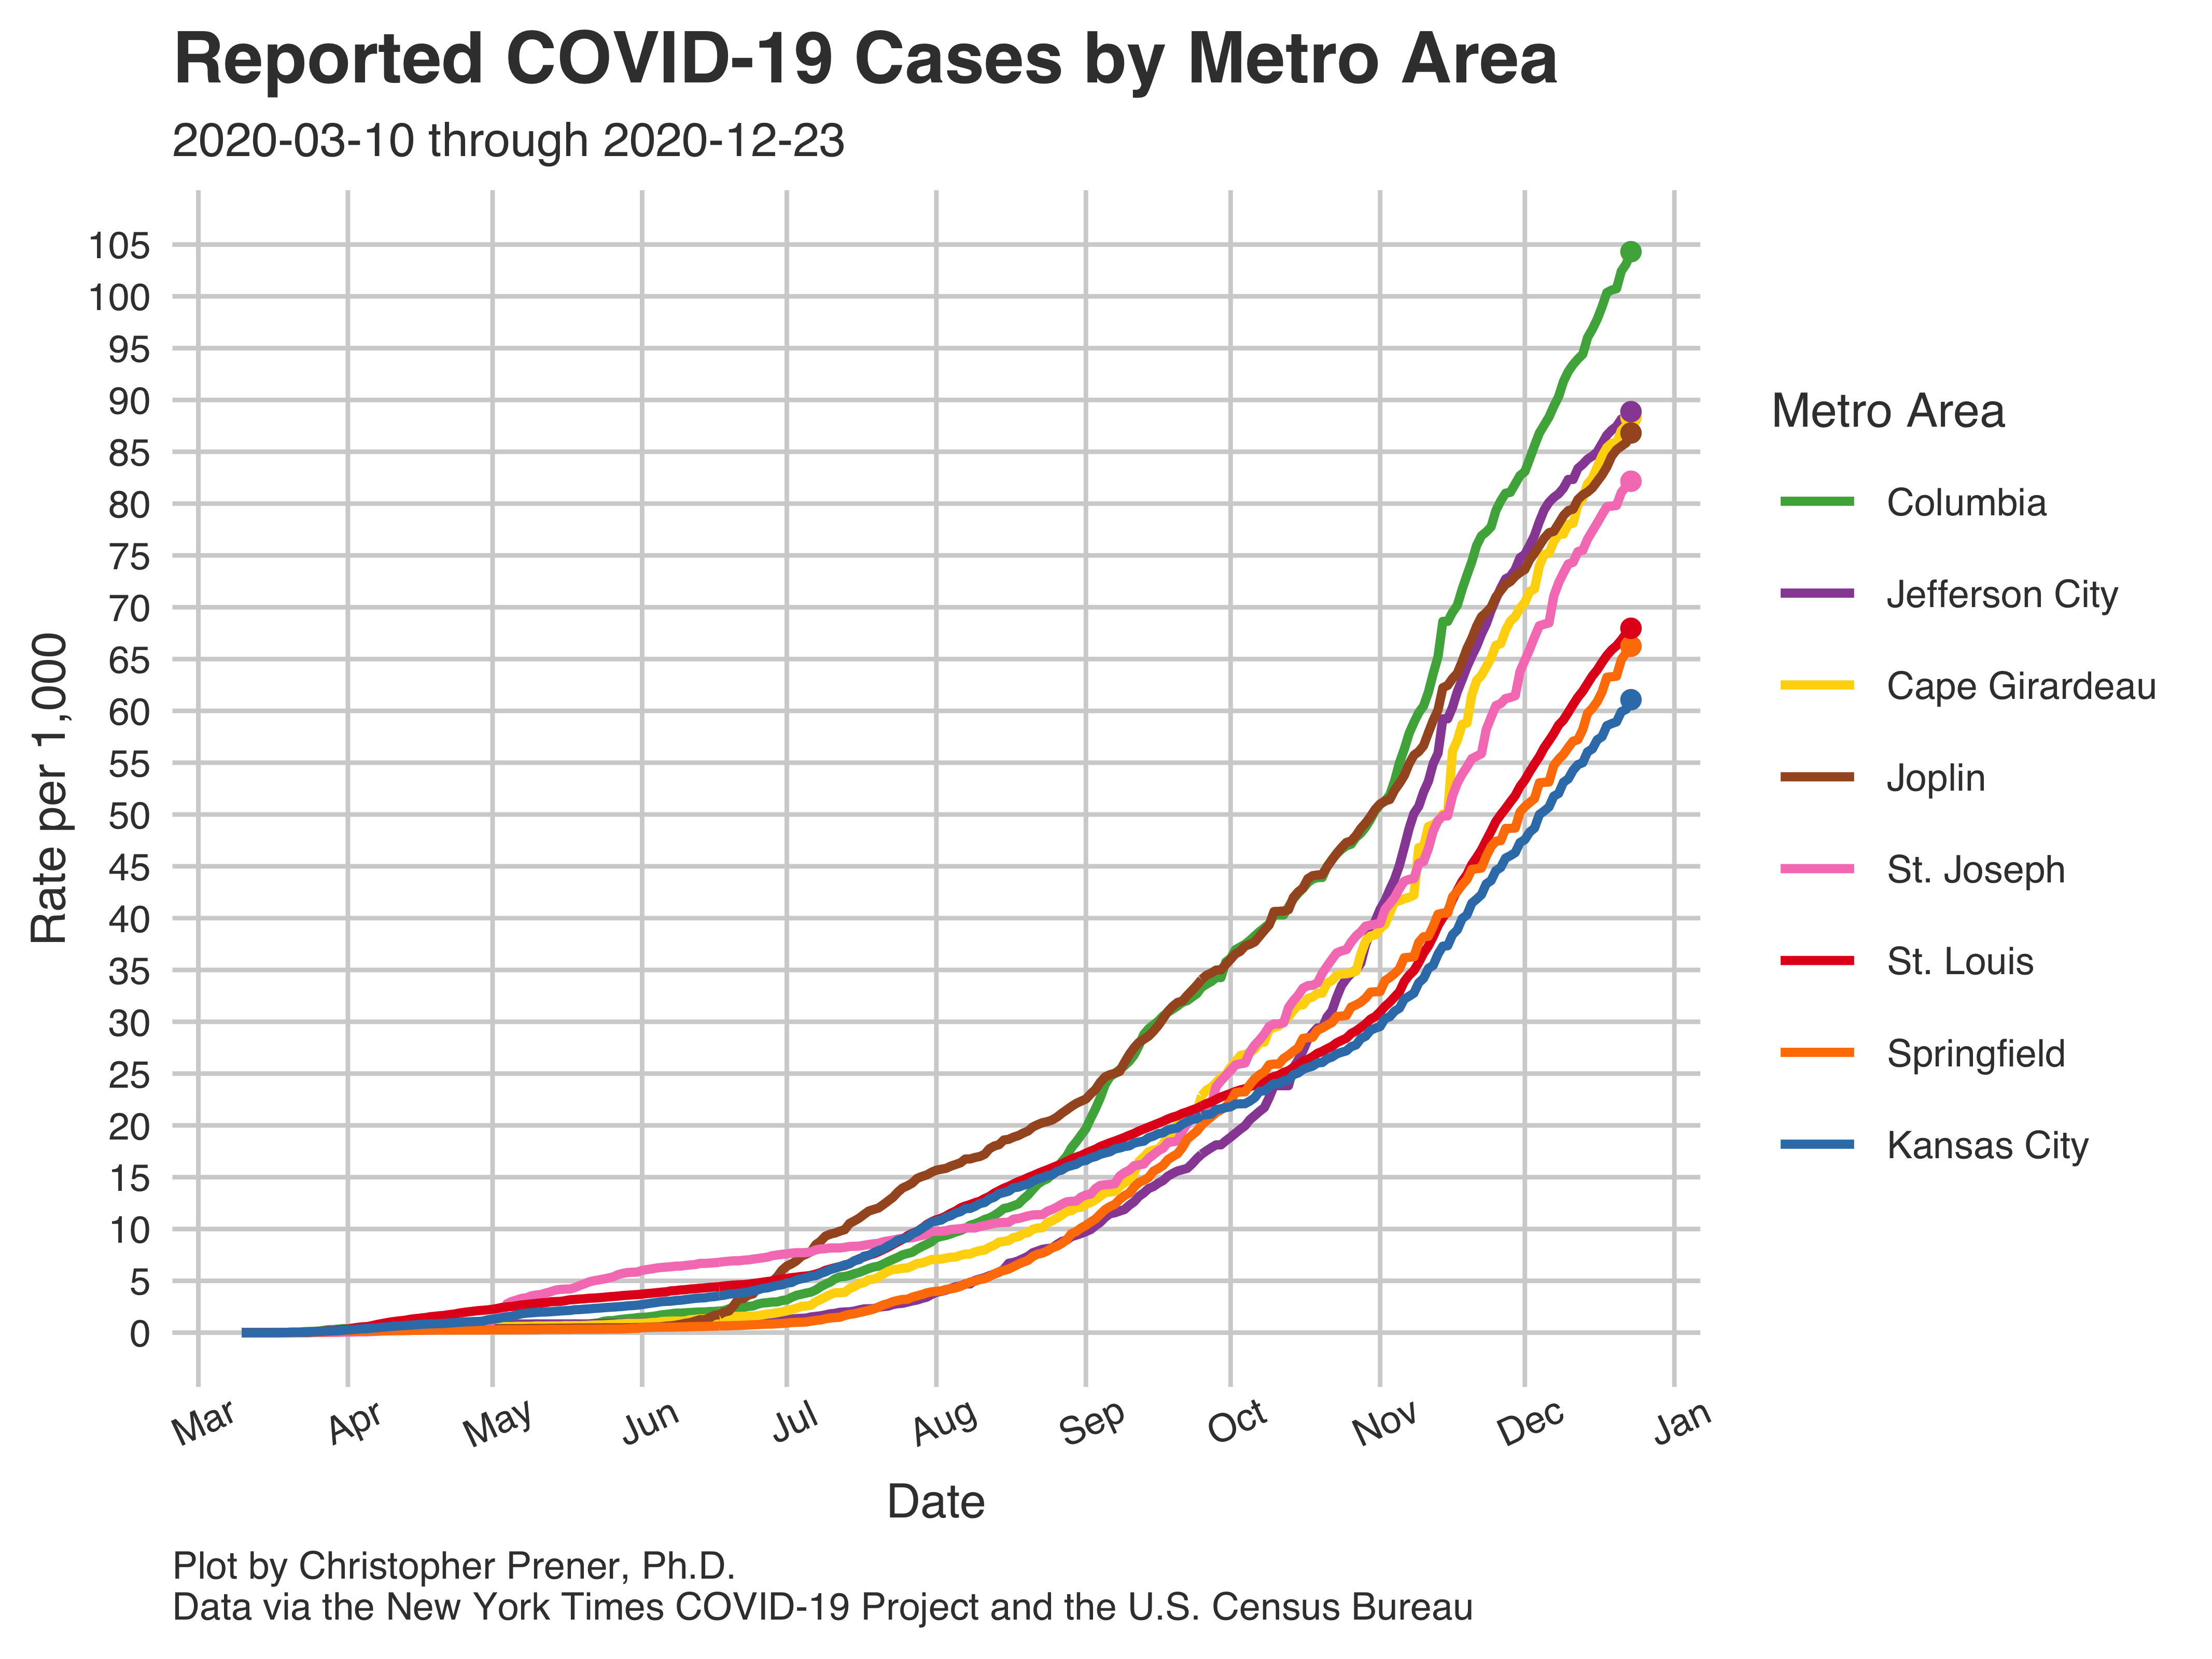 Reported COVID-19 Cases by Metro Area
2020-03-10 through 2020-12-23
105
100
95
90
85
80
75
70
65
60
55
50
45
40
35
30
25
20
15
10
5
0
Rate per 1,000
Mar
Apr
May
Jun
Jul
Aug
Sep
Oct
Nov
Dec
Jan
Date
Metro Area
Columbia
Jefferson City
Cape Girardeau
Joplin
St. Joseph
St. Louis
Springfield
Kansas City
Plot by Christopher Prener, Ph.D.
Data via the New York Times COVID-19 Project and the U.S. Census Bureau